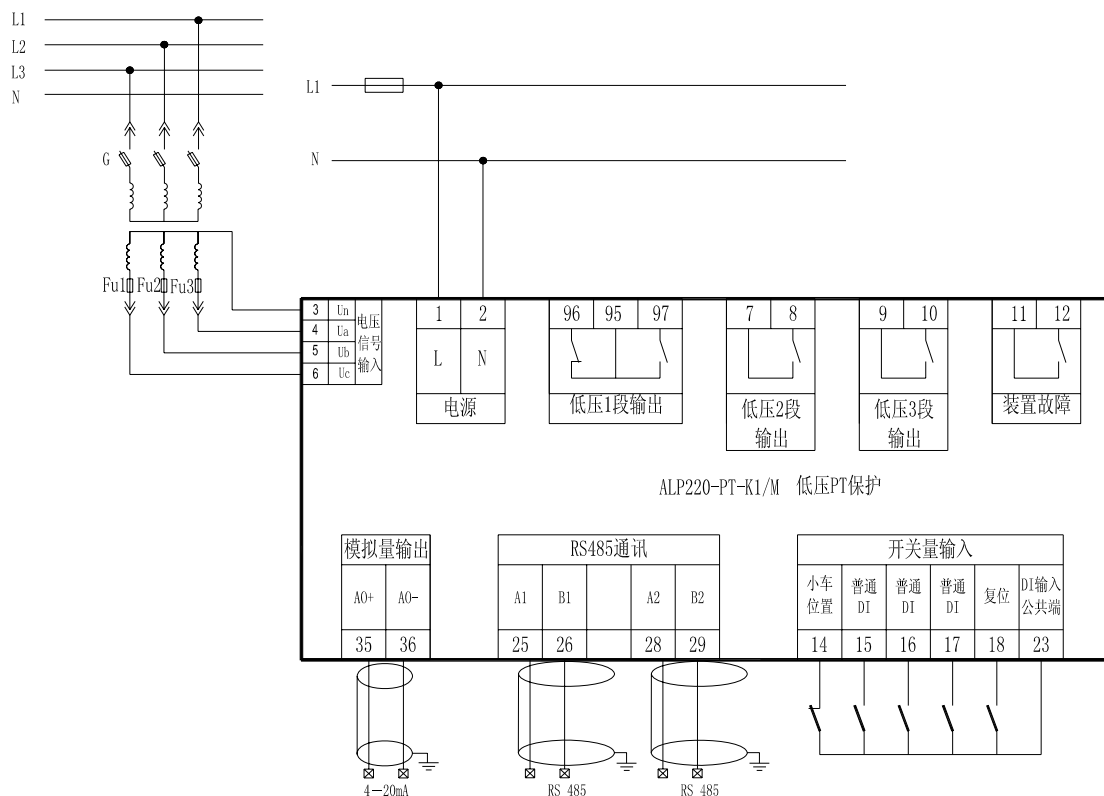 L1
L2
L3
N
L1
N
G
Fu1 Fu2 Fu3
3 Un
4 Ua
5 Ub
6 Uc
电压
信号
输入
1 2
L N
电源
96 95 97
低压1段输出
7 8
低压2段
输出
9 10
低压3段
输出
11 12
装置故障
ALP220-PT-K1/M 低压PT保护
模拟量输出
AO+ AO-
35 36
4—20mA
RS485通讯
A1 B1 A2 B2
25 26 28 29
RS 485 RS 485
开关量输入
小车
位置
普通
DI
普通
DI
普通
DI
复位
DI输入
公共端
14 15 16 17 18 23